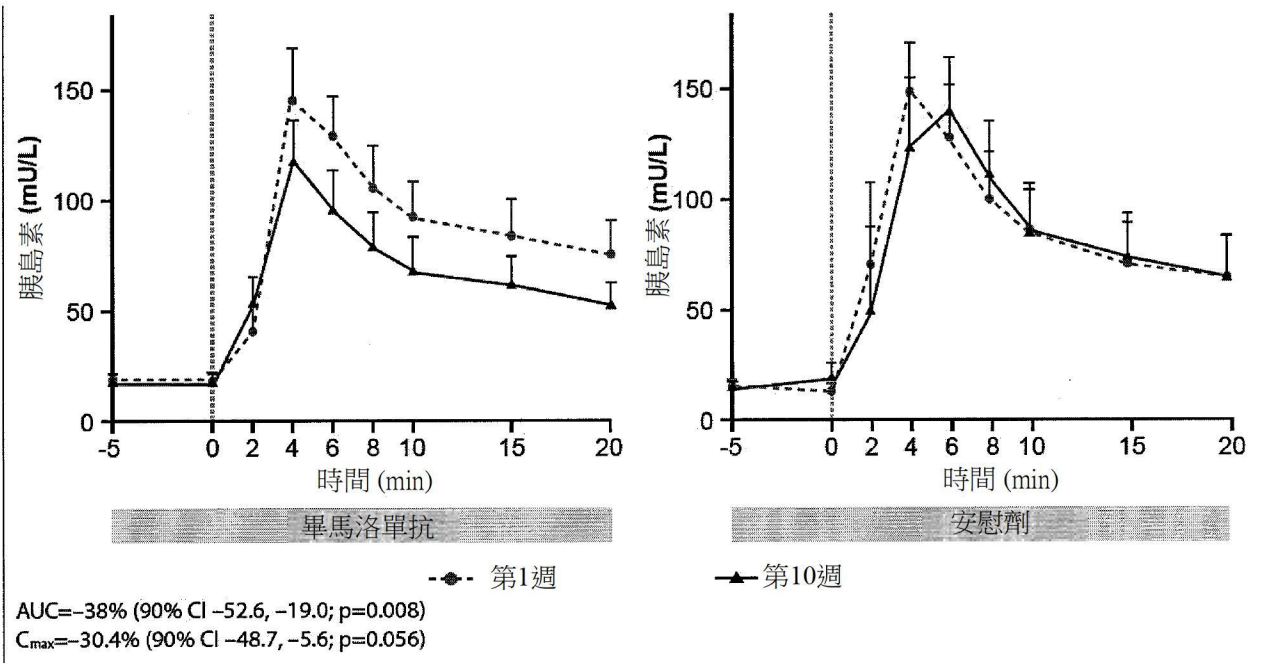 胰島素 (mU/L)
150
100
50
0
-5 0 2 4 6 8 10 15 20
時間 (min)
畢馬洛單抗
胰島素 (mU/L)
150
100
50
0
-5 0 2 4 6 8 10 15 20
時間 (min)
安慰劑
第1週
第10週
AUC=–38% (90% CI –52.6, –19.0; p=0.008)
Cmax=–30.4% (90% CI –48.7, –5.6; p=0.056)